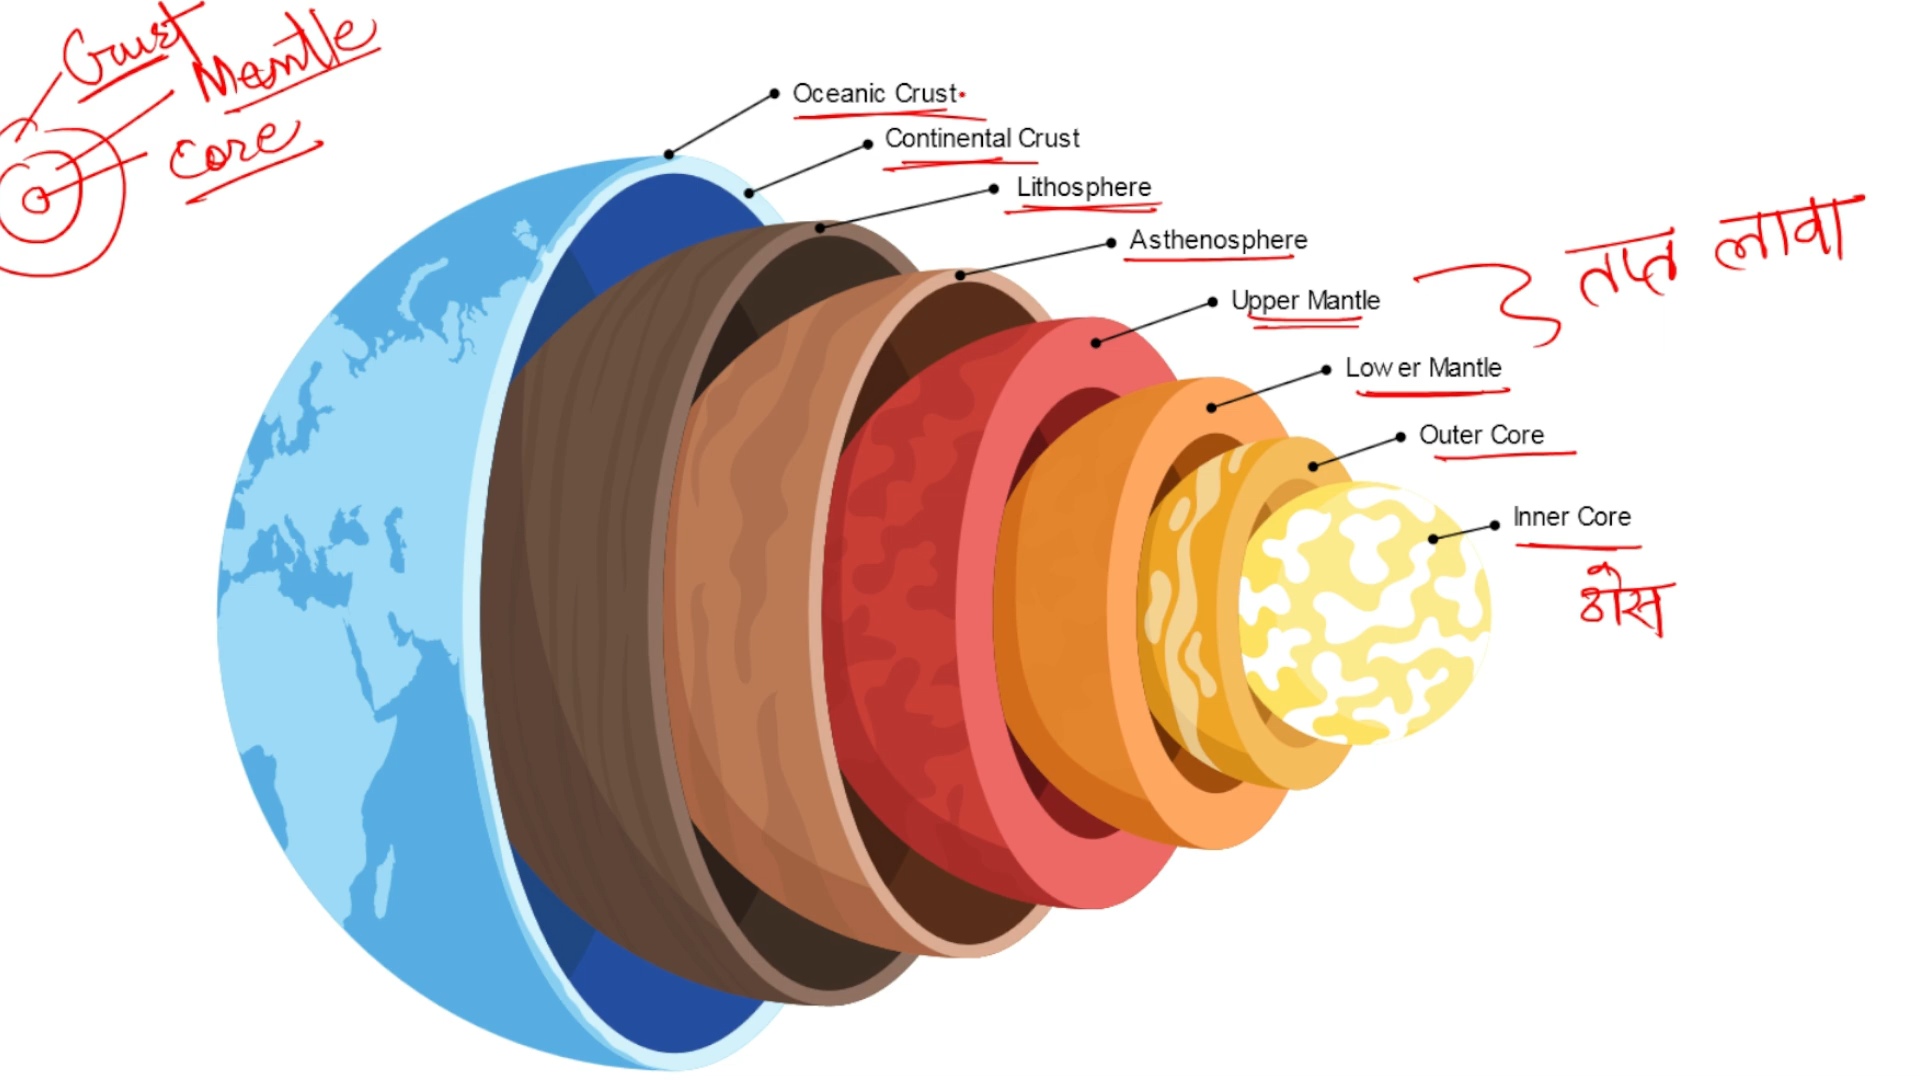 Crust
Mantle
Core
Oceanic Crust
Continental Crust
Lithosphere
Asthenosphere
Upper Mantle
तप्त लावा
Lower Mantle
Outer Core
Inner Core
ठोस